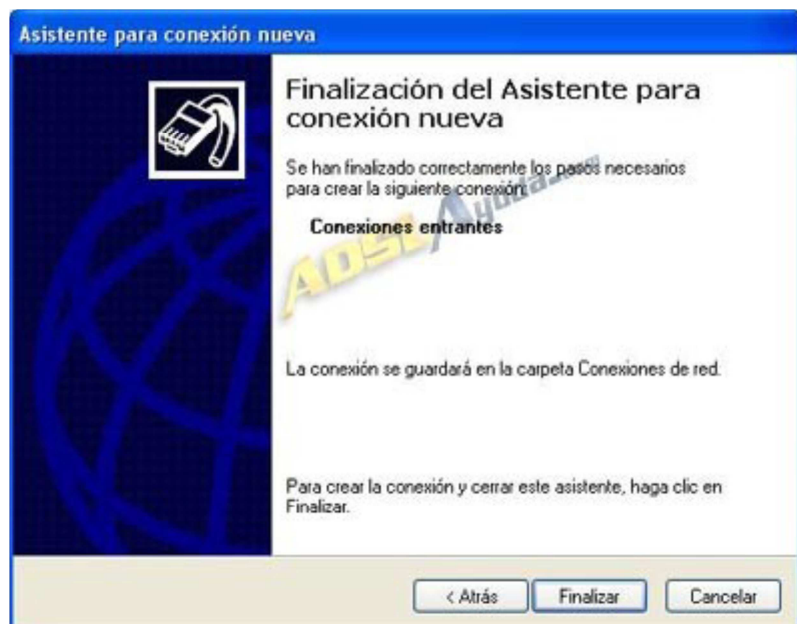 Asistente para conexión nueva
Finalización del Asistente para
conexión nueva
Se han finalizado correctamente los pasos necesarios
para crear la siguiente conexión:
Conexiones entrantes
ADSLAyuda.com
La conexión se guardará en la carpeta Conexiones de red.
Para crear la conexión y cerrar este asistente, haga clic en
Finalizar.
< Atrás
Finalizar
Cancelar